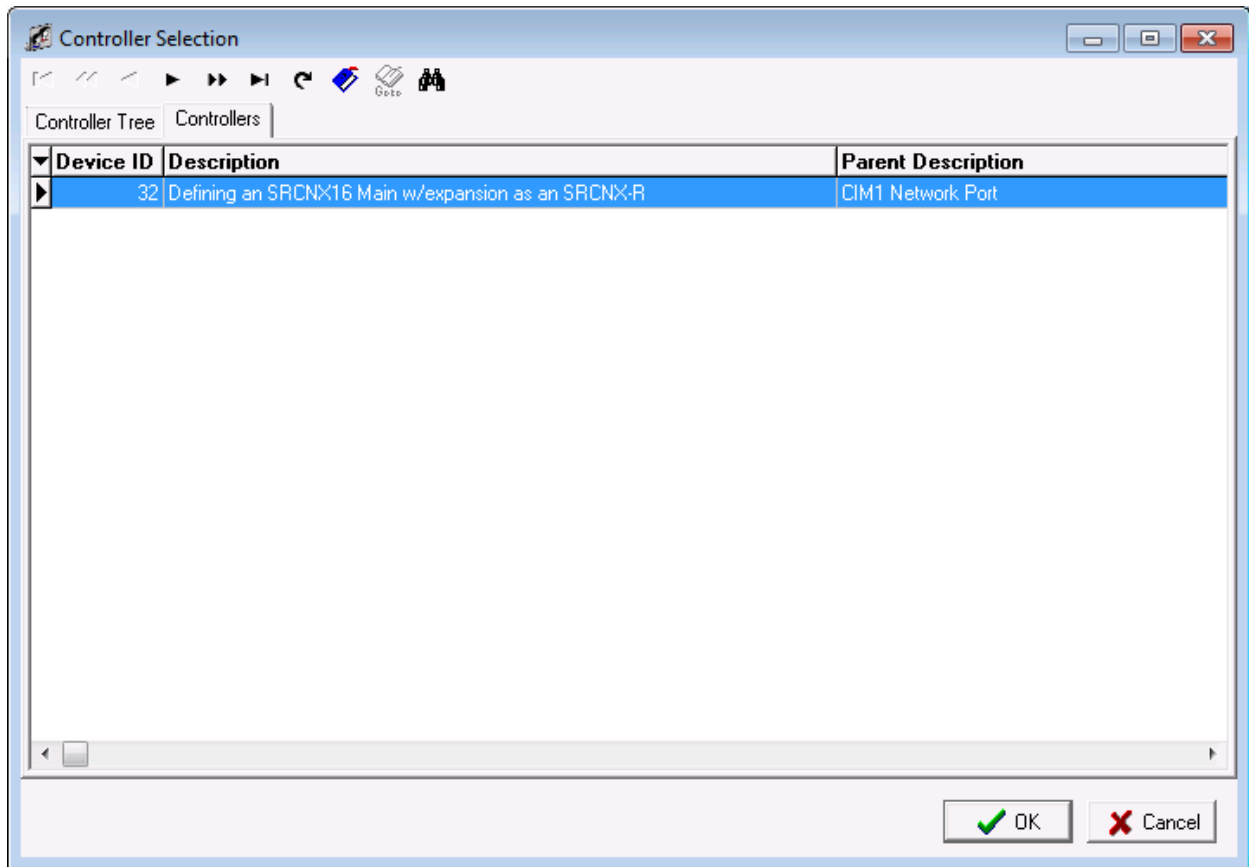 Controller Selection
Goto
Controller Tree Controllers
Device ID Description Parent Description
32 Defining an SRCNX16 Main w/expansion as an SRCNX-R CIM1 Network Port
OK Cancel